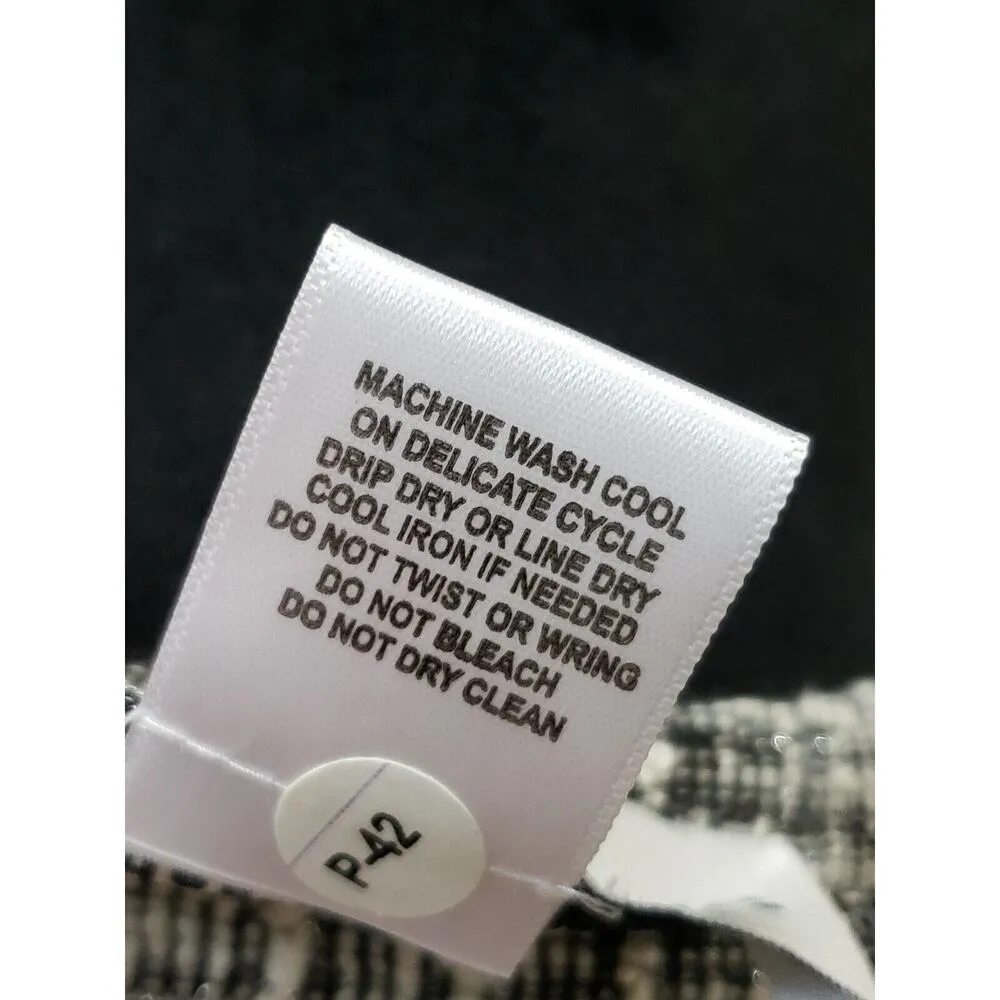 MACHINE WASH COOL
ON DELICATE CYCLE
DRIP DRY OR LINE DRY
COOL IRON IF NEEDED
DO NOT TWIST OR WRING
DO NOT BLEACH
DO NOT DRY CLEAN
P-42